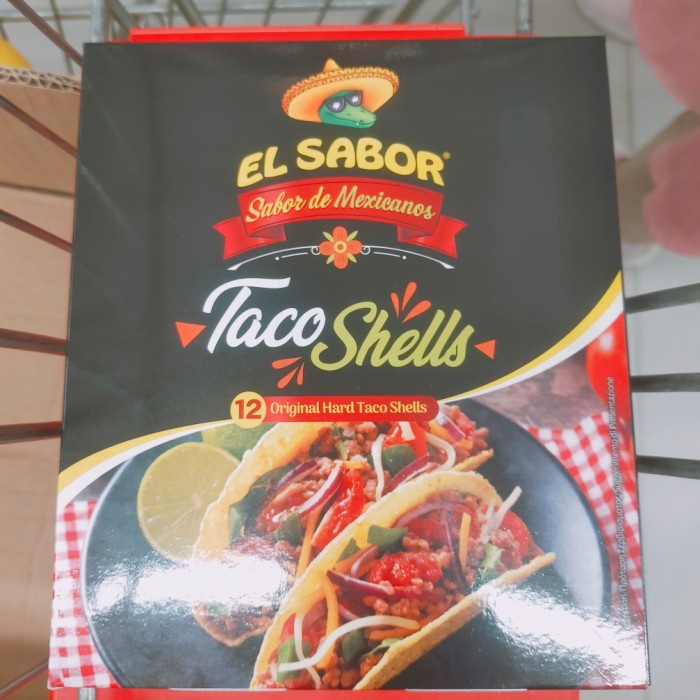 EL SABOR®
Sabor de Mexicanos
Taco Shells
12 Original Hard Taco Shells